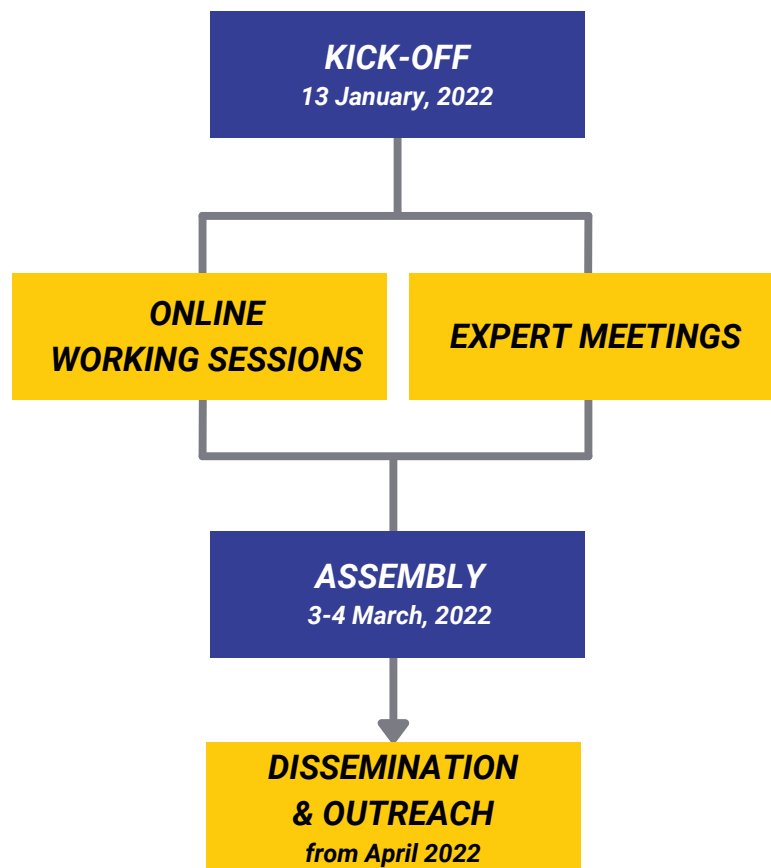 KICK-OFF
13 January, 2022
ONLINE
WORKING SESSIONS
EXPERT MEETINGS
ASSEMBLY
3-4 March, 2022
DISSEMINATION
& OUTREACH
from April 2022